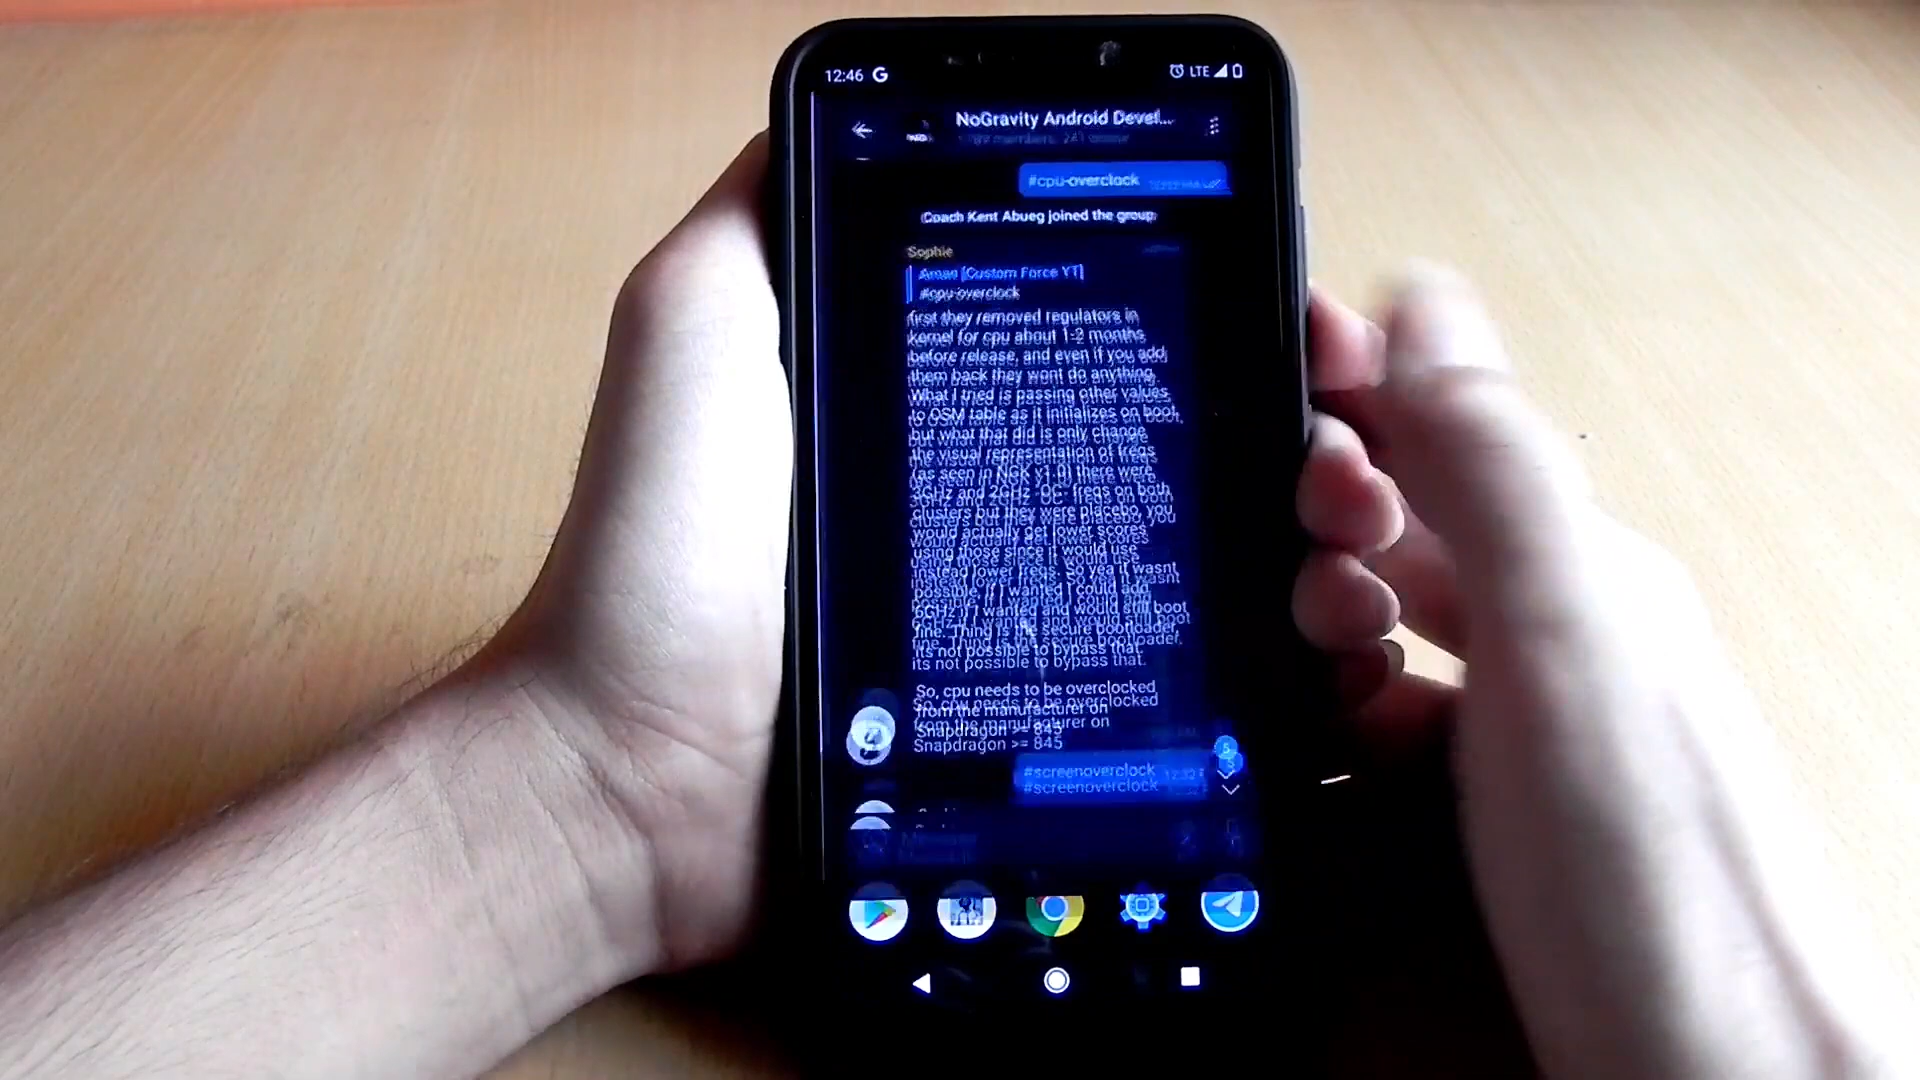 12:46 G LTE
NoGravity Android Devel...
members, 241 online
#cpu-overclock
Coach Kent Abueg joined the group
Sophie
Aman [Custom Force YT]
#cpu-overclock
first they removed regulators in
kernel for cpu about 1-2 months
before release, and even if you add
them back they wont do anything.
What I tried is passing other values
to OSM table as it initializes on boot,
but what that did is only change
the visual representation of freqs
(as seen in NGK v1.0) there were
3GHz and 2GHz "OC" freqs on both
clusters but they were placebo, you
would actually get lower scores
using those since it would use
instead lower freqs. So yea it wasnt
possible, if I wanted I could add
6GHz if I wanted and would still boot
fine. Thing is the secure bootloader,
its not possible to bypass that.
So, cpu needs to be overclocked
from the manufacturer on
Snapdragon >= 845
#screenoverclock